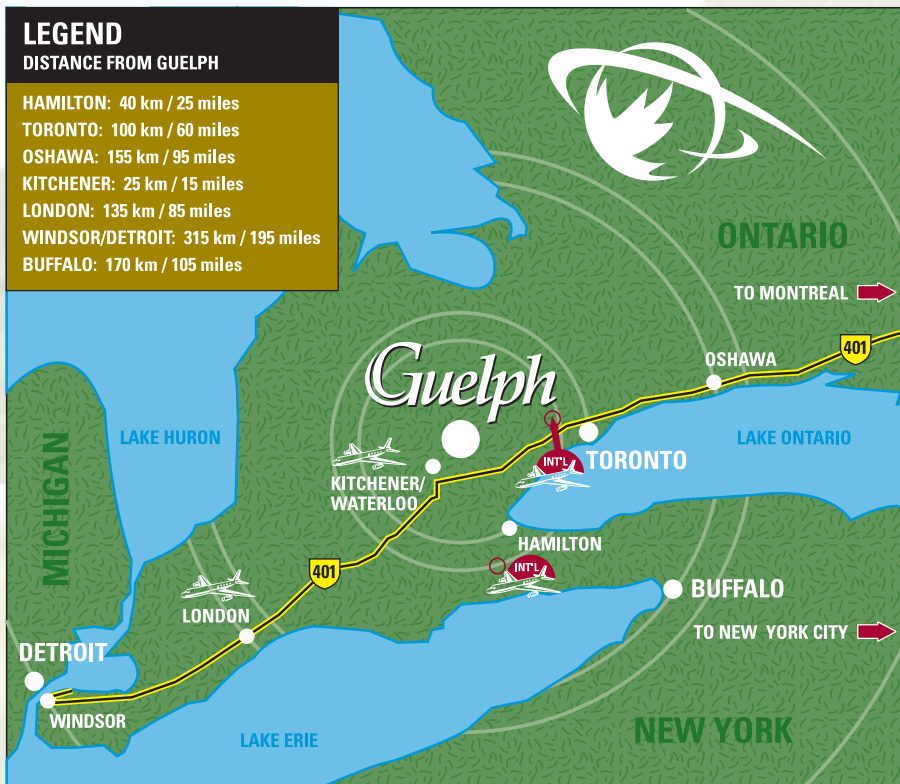 LEGEND
DISTANCE FROM GUELPH
HAMILTON: 40 km / 25 miles
TORONTO: 100 km / 60 miles
OSHAWA: 155 km / 95 miles
KITCHENER: 25 km / 15 miles
LONDON: 135 km / 85 miles
WINDSOR/DETROIT: 315 km / 195 miles
BUFFALO: 170 km / 105 miles
ONTARIO
TO MONTREAL
401
OSHAWA
Guelph
LAKE HURON
LAKE ONTARIO
MICHIGAN
INT'L
TORONTO
KITCHENER/
WATERLOO
HAMILTON
INT'L
401
LONDON
BUFFALO
TO NEW YORK CITY
DETROIT
WINDSOR
LAKE ERIE
NEW YORK